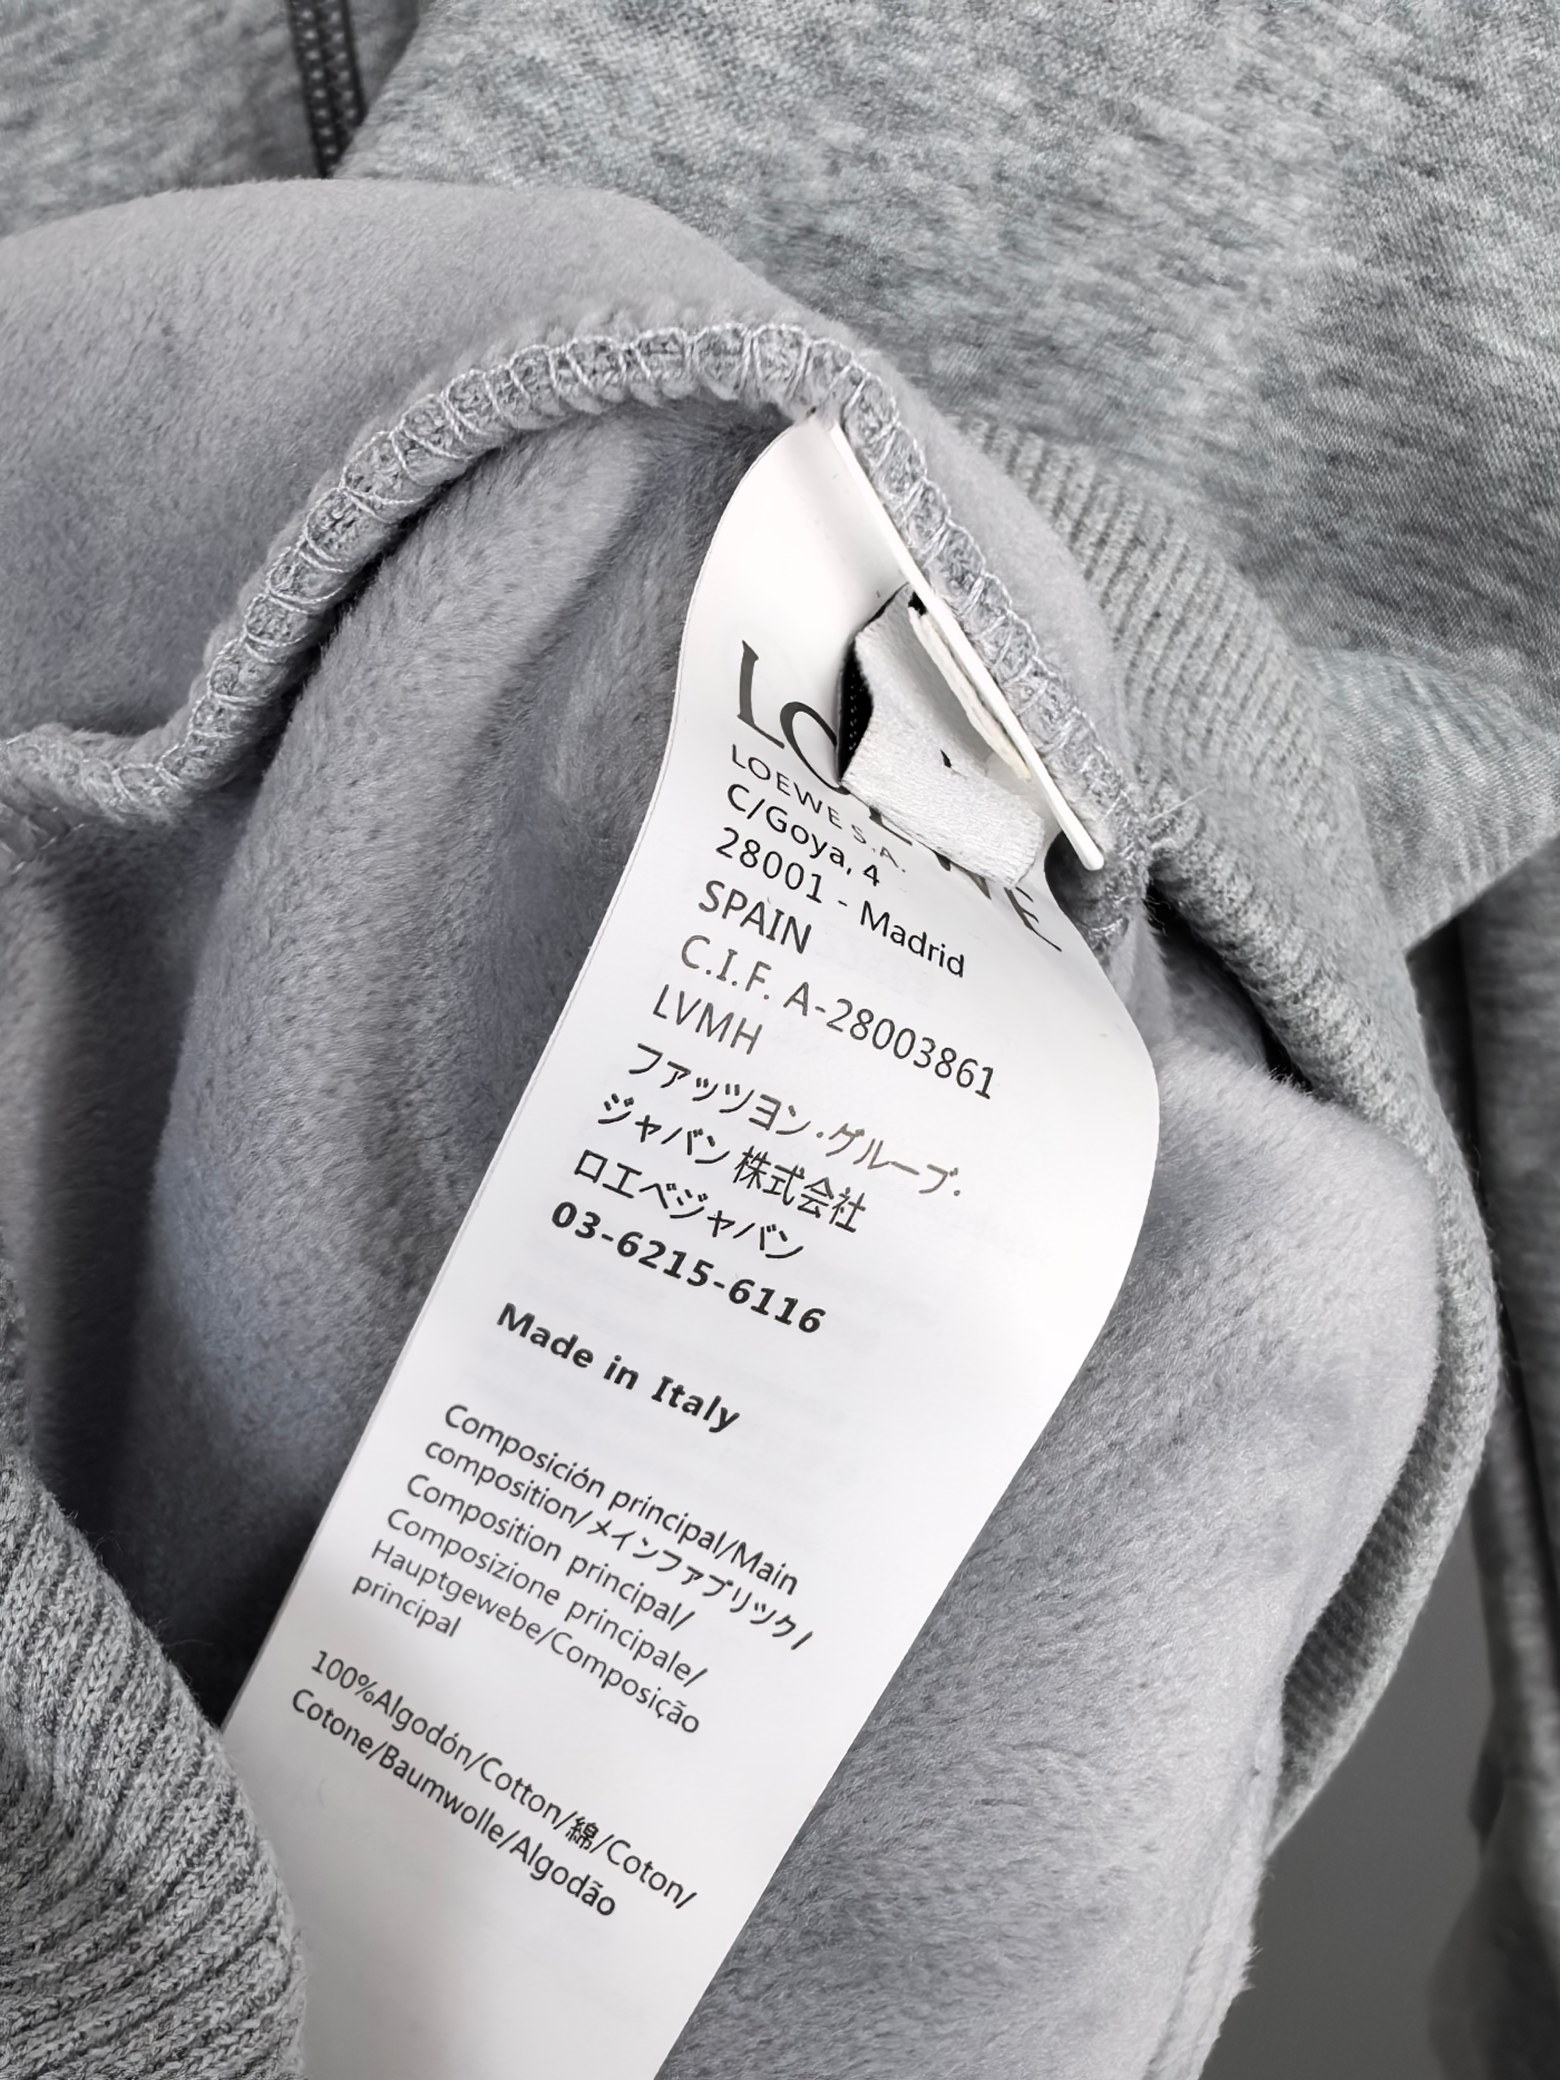 LOEWE S.A.
C/Goya, 4
28001 - Madrid
SPAIN
C.I.F. A-28003861
LVMH
ファッツヨン・グループ・
ジャバン 株式会社
ロエベジャバン
03-6215-6116
Made in Italy
Composición principal/Main
composition/メインファブリツク/
Composition principal/
Composizione principale/
Hauptgewebe/Composição
principal
100%Algodón/Cotton/綿/Coton/
Cotone/Baumwolle/Algodão